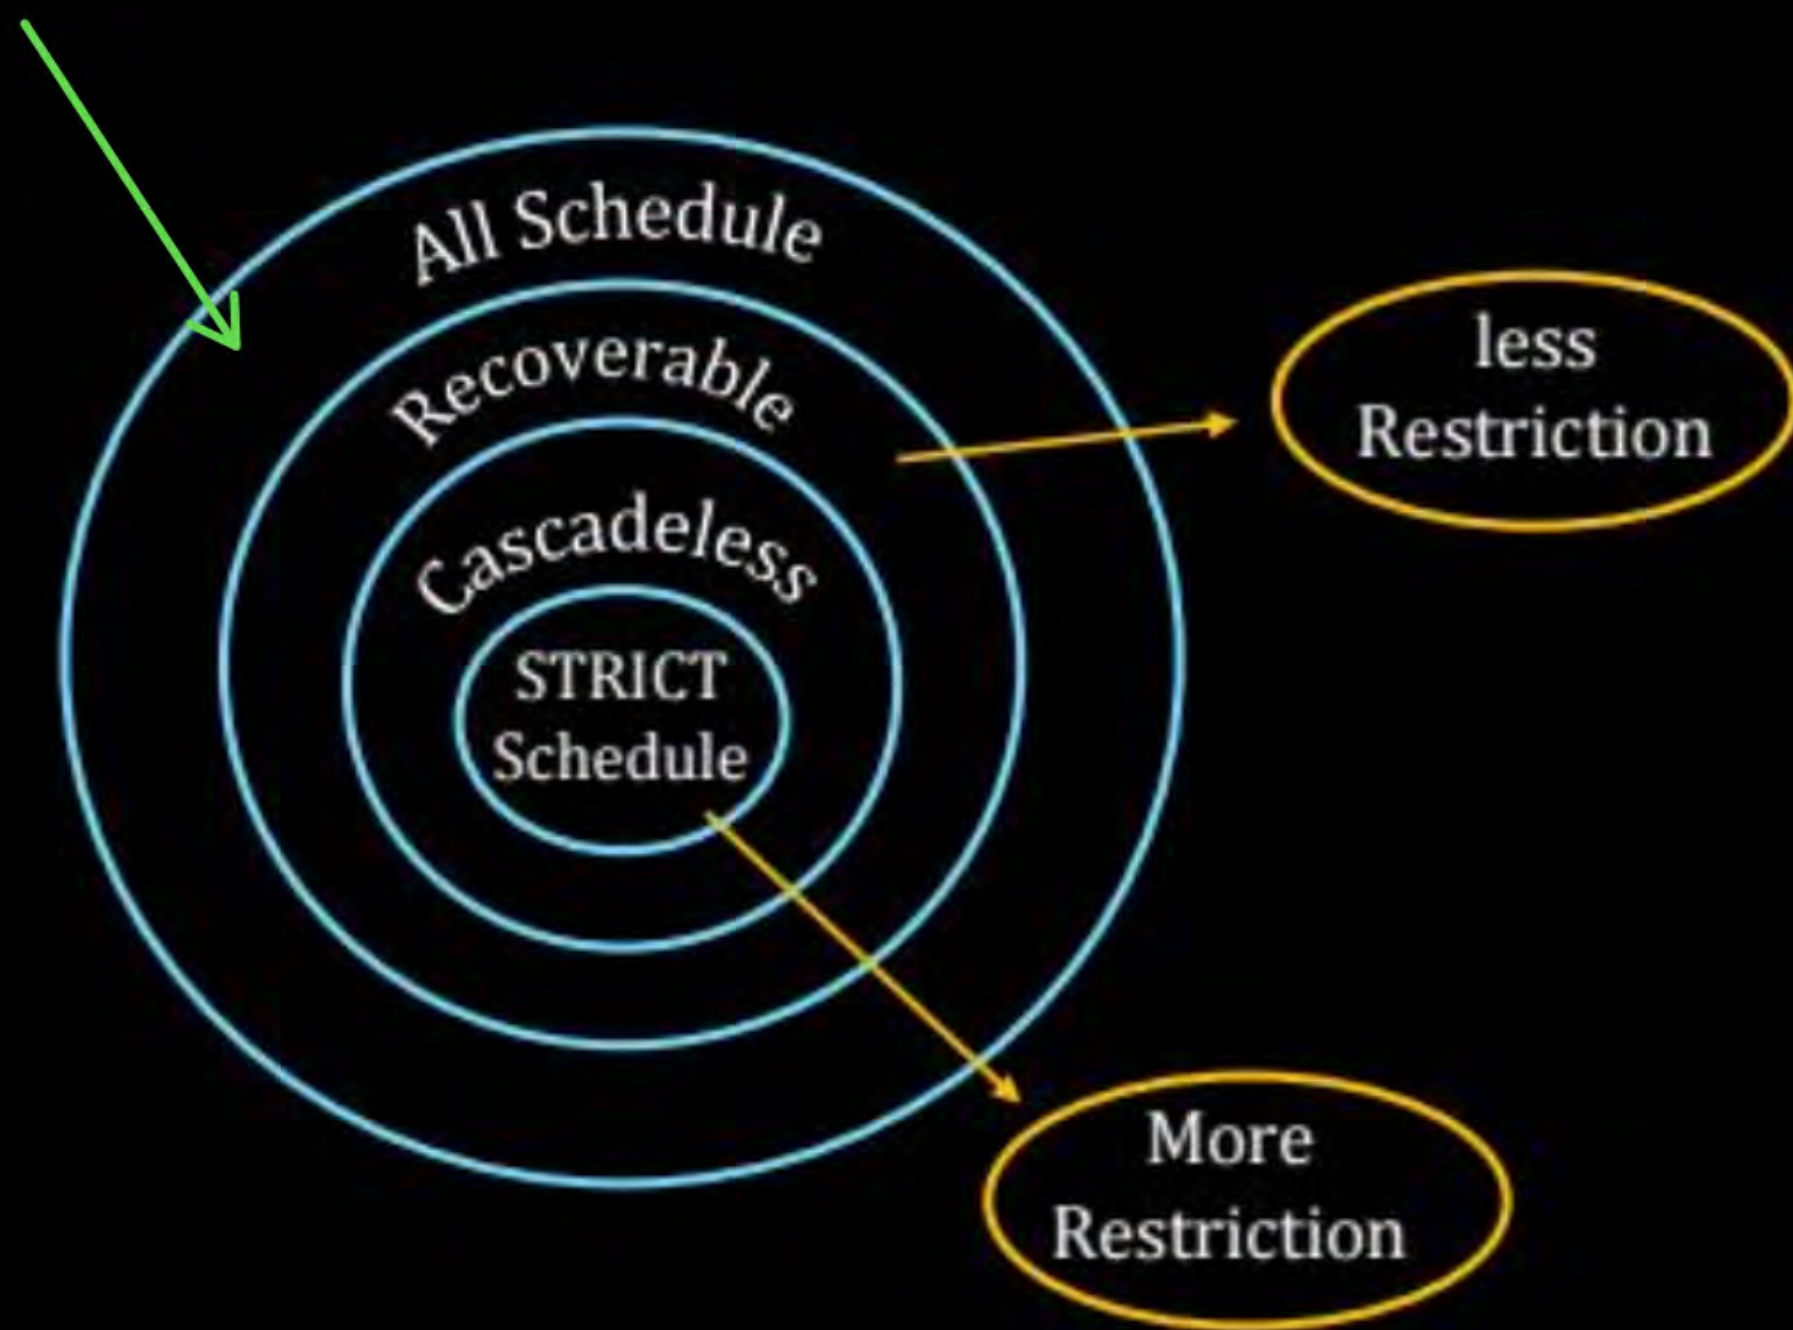 All Schedule
Recoverable
Cascadeless
STRICT
Schedule
less
Restriction
More
Restriction